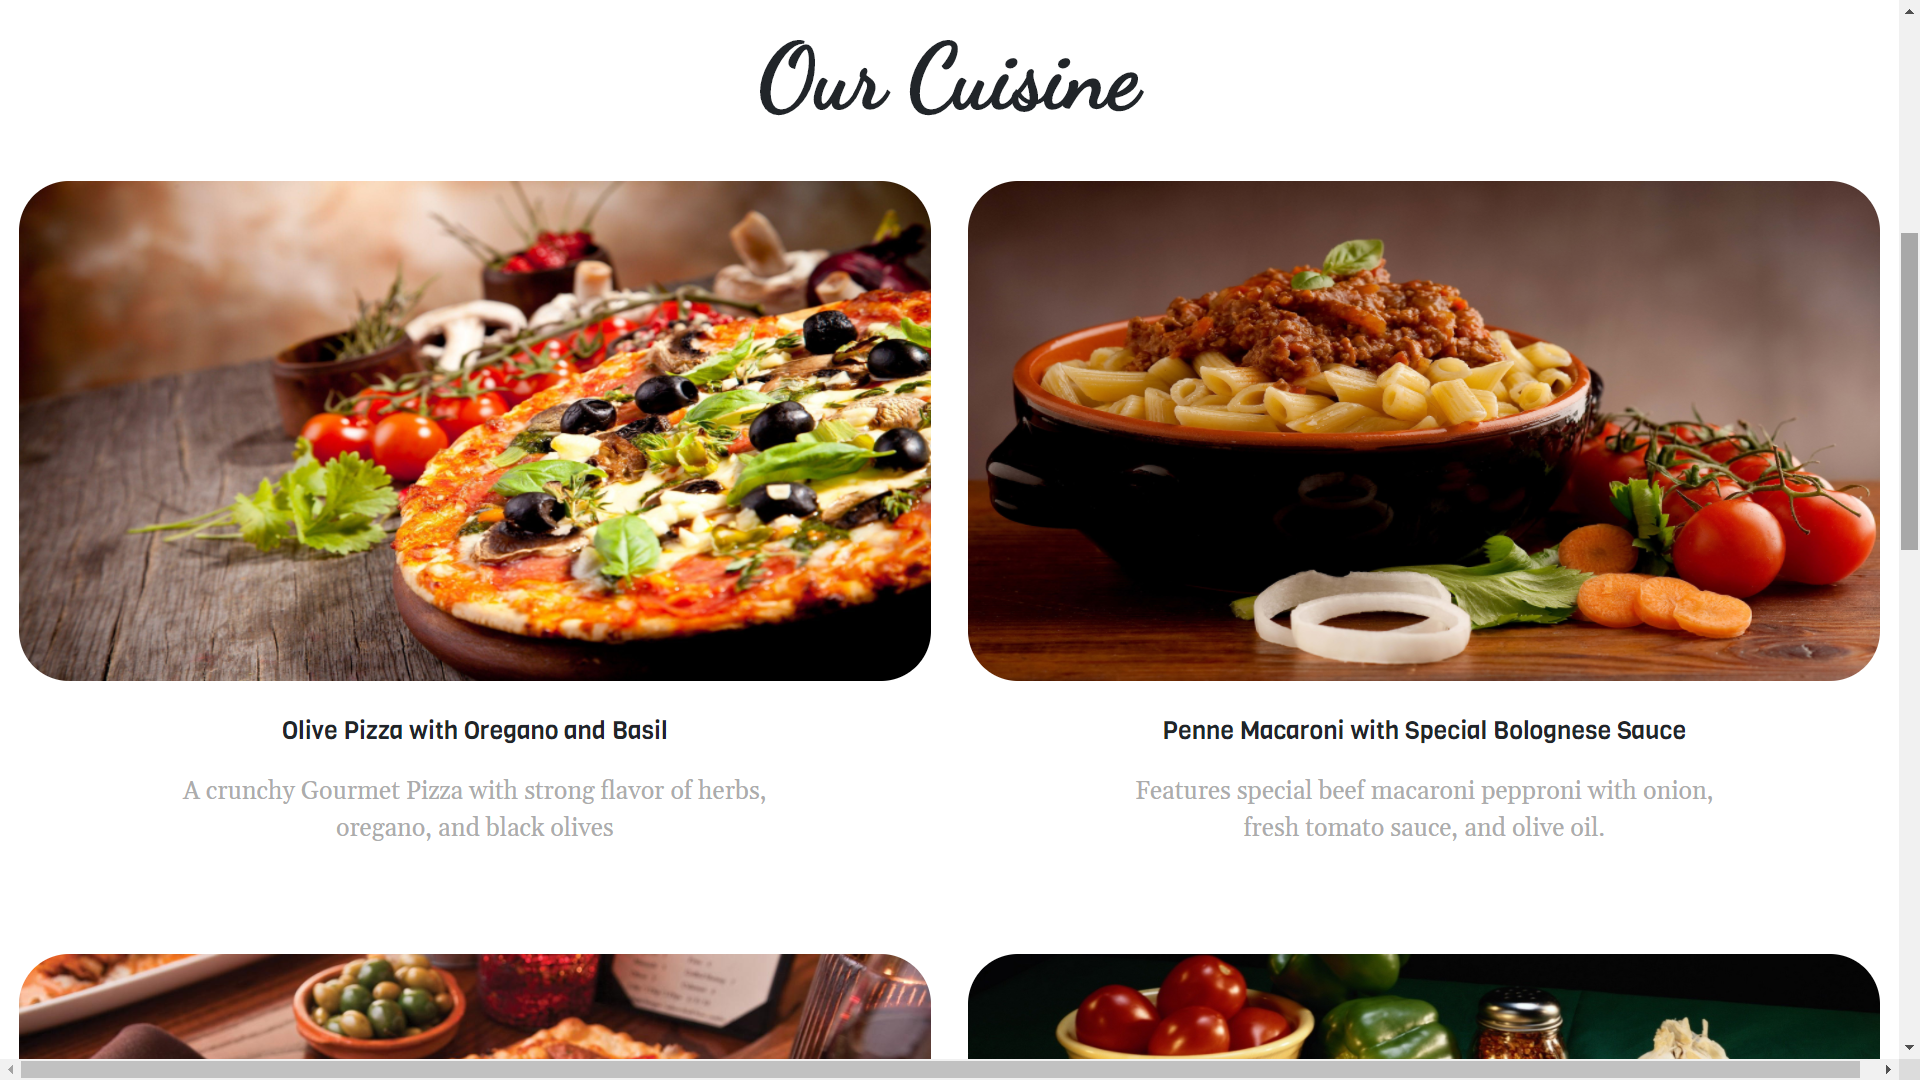 Our Cuisine
Olive Pizza with Oregano and Basil
Penne Macaroni with Special Bolognese Sauce
A crunchy Gourmet Pizza with strong flavor of herbs,
oregano, and black olives
Features special beef macaroni pepproni with onion,
fresh tomato sauce, and olive oil.